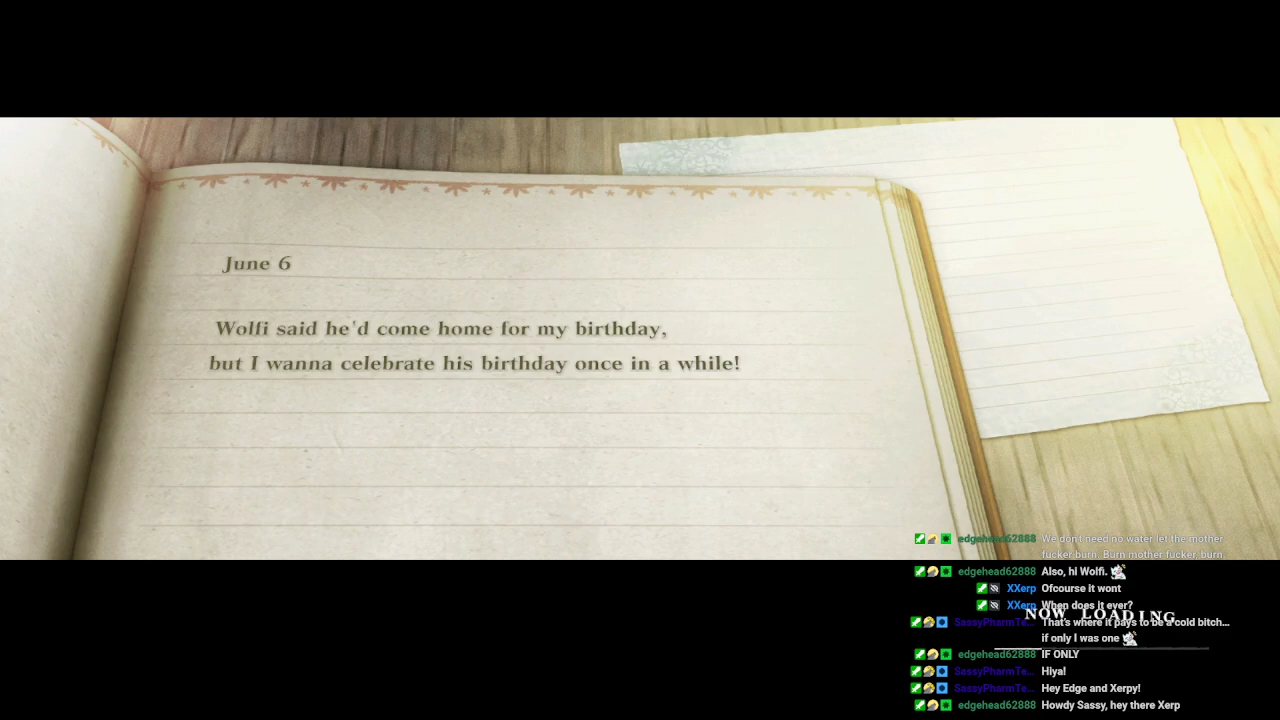 June 6
Wolfi said he'd come home for my birthday,
but I wanna celebrate his birthday once in a while!
edgehead62888 We don't need no water let the mother
fucker burn. Burn mother fucker, burn.
edgehead62888 Also, hi Wolfi.
XXerp Ofcourse it wont
XXerp When does it ever?
NOW LOADING
SassyPharmTe... That's where it pays to be a cold bitch...
if only I was one
edgehead62888 IF ONLY
SassyPharmTe... Hiya!
SassyPharmTe... Hey Edge and Xerpy!
edgehead62888 Howdy Sassy, hey there Xerp